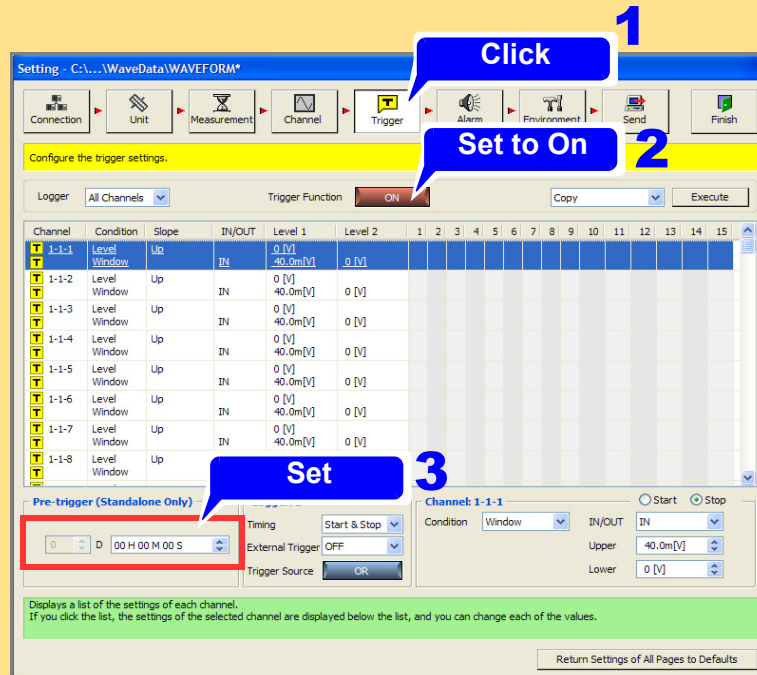 1
Click
Setting - C:\...\WaveData\WAVEFORM*
Connection Unit Measurement Channel Trigger Alarm Environment Send Finish
Set to On 2
Configure the trigger settings.
Logger All Channels Trigger Function ON Copy Execute
Channel Condition Slope IN/OUT Level 1 Level 2 1 2 3 4 5 6 7 8 9 10 11 12 13 14 15
T 1-1-1 Level Up 0 [V]
T Window IN 40.0m[V] 0 [V]
T 1-1-2 Level Up 0 [V]
T Window IN 40.0m[V] 0 [V]
T 1-1-3 Level Up 0 [V]
T Window IN 40.0m[V] 0 [V]
T 1-1-4 Level Up 0 [V]
T Window IN 40.0m[V] 0 [V]
T 1-1-5 Level Up 0 [V]
T Window IN 40.0m[V] 0 [V]
T 1-1-6 Level Up 0 [V]
T Window IN 40.0m[V] 0 [V]
T 1-1-7 Level Up 0 [V]
T Window IN 40.0m[V] 0 [V]
T 1-1-8 Level Up 0 [V]
T Window
Set 3
Pre-trigger (Standalone Only) Channel: 1-1-1 Start Stop
Timing Start & Stop Condition Window IN/OUT IN
0 D 00 H 00 M 00 S External Trigger OFF Upper 40.0m[V]
Trigger Source OR Lower 0 [V]
Displays a list of the settings of each channel.
If you click the list, the settings of the selected channel are displayed below the list, and you can change each of the values.
Return Settings of All Pages to Defaults